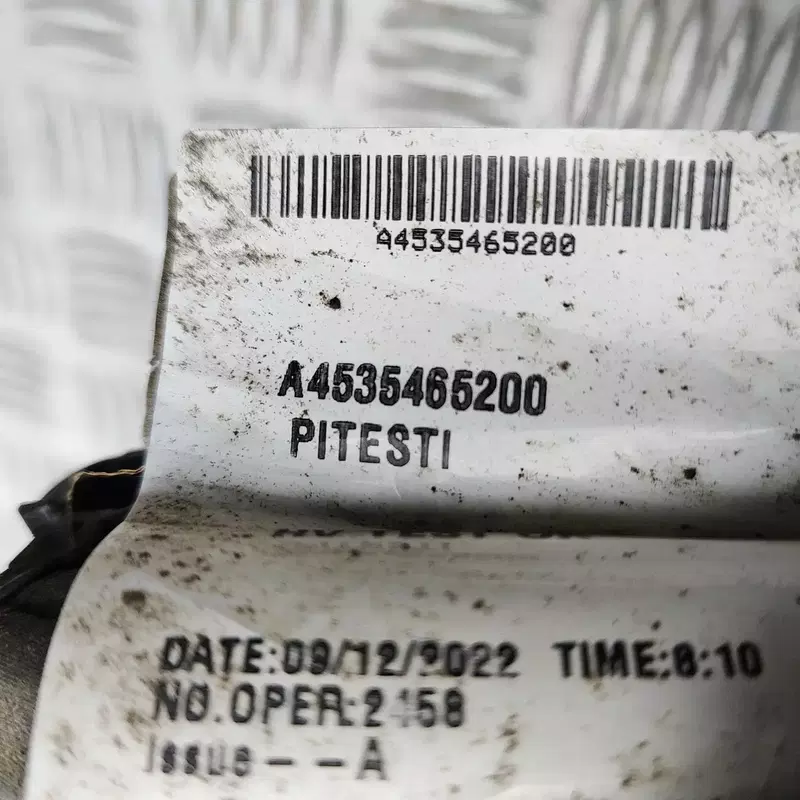 A4535465200
A4535465200
PITESTI
DATE:09/12/2022 TIME:8:10
NO.OPER:2458
Issue--A